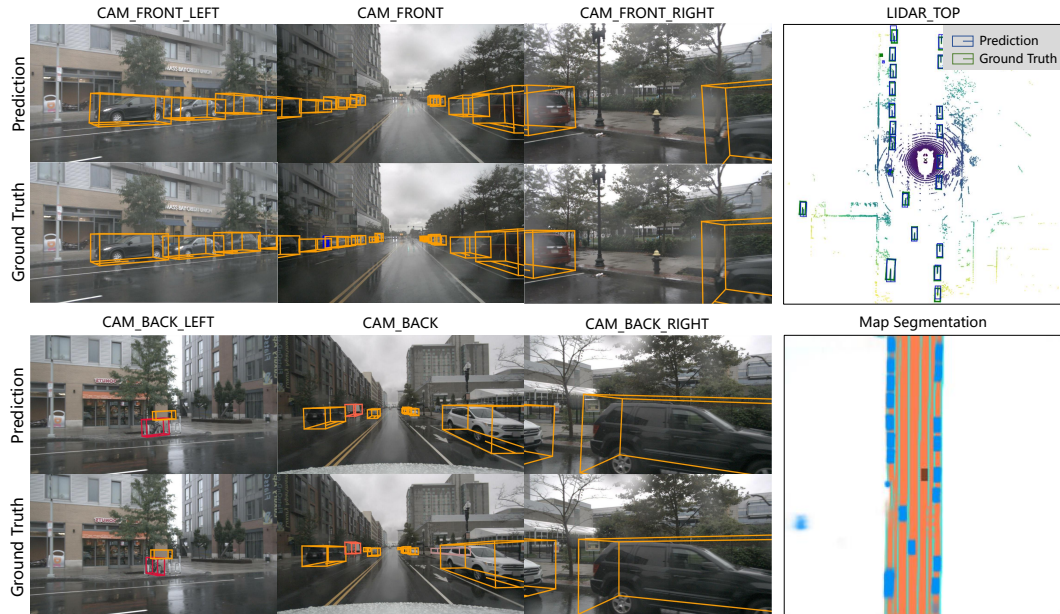 CAM_FRONT_LEFT
CAM_FRONT
CAM_FRONT_RIGHT
LIDAR_TOP
Prediction
Ground Truth
Prediction
Ground Truth
CAM_BACK_LEFT
CAM_BACK
CAM_BACK_RIGHT
Map Segmentation
Prediction
Ground Truth